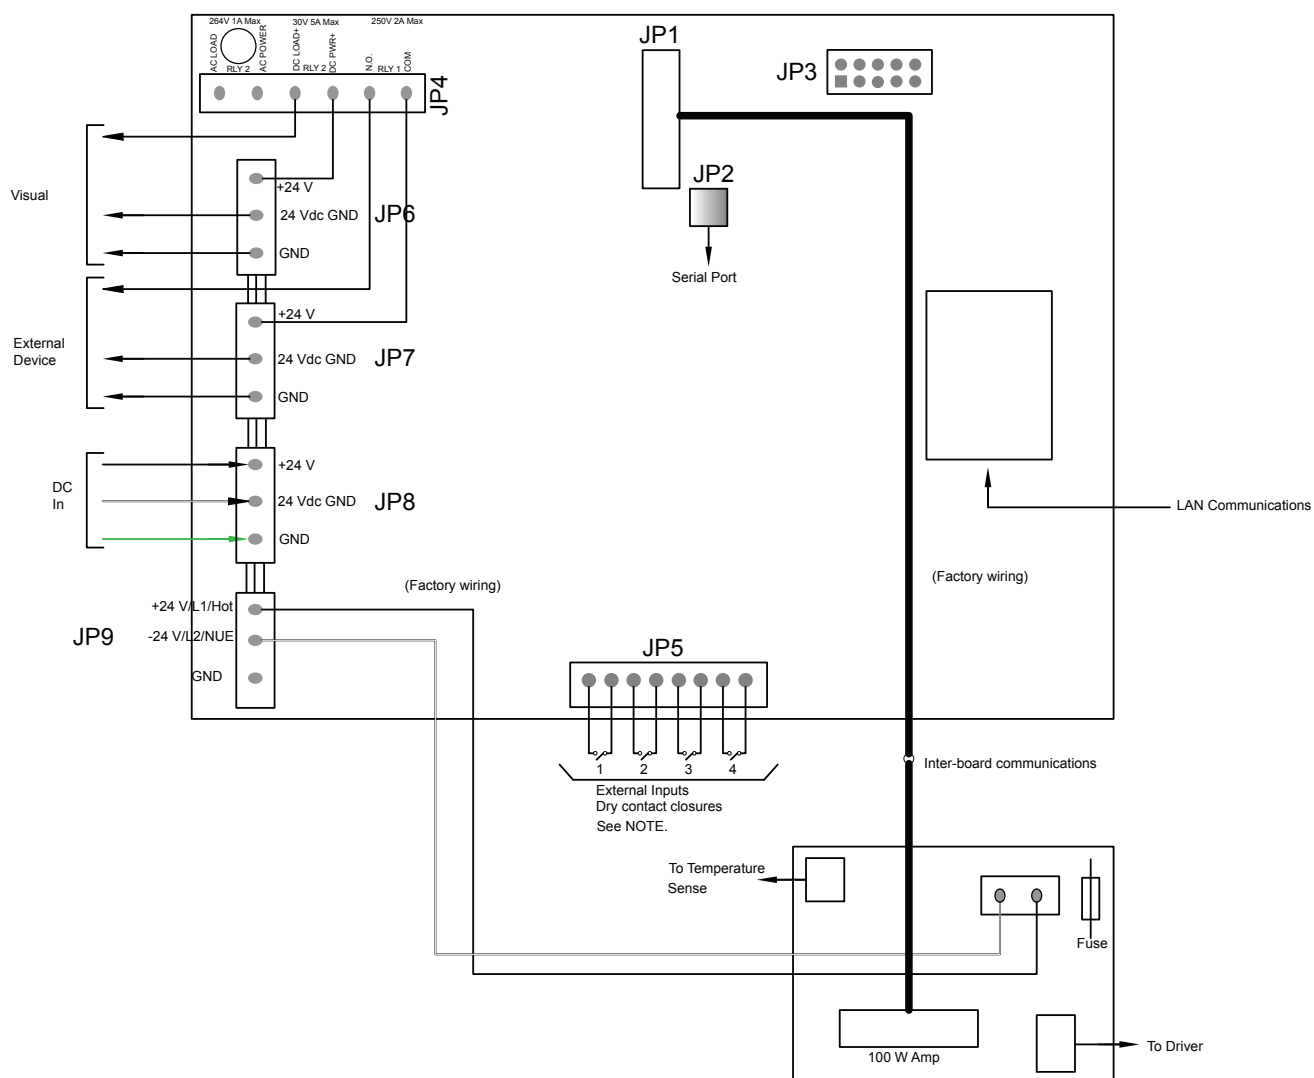 264V 1A Max
30V 5A Max
250V 2A Max
AC LOAD
RLY 2
AC POWER
DC LOAD+
RLY 2
DC PWR+
N.O.
RLY 1
COM
JP4
JP1
JP3
JP2
Serial Port
Visual
+24 V
24 Vdc GND
JP6
GND
External
Device
+24 V
24 Vdc GND
JP7
GND
DC
In
+24 V
24 Vdc GND
JP8
GND
LAN Communications
(Factory wiring)
(Factory wiring)
JP9
+24 V/L1/Hot
-24 V/L2/NUE
GND
JP5
1
2
3
4
External Inputs
Dry contact closures
See NOTE.
Inter-board communications
To Temperature
Sense
Fuse
100 W Amp
To Driver